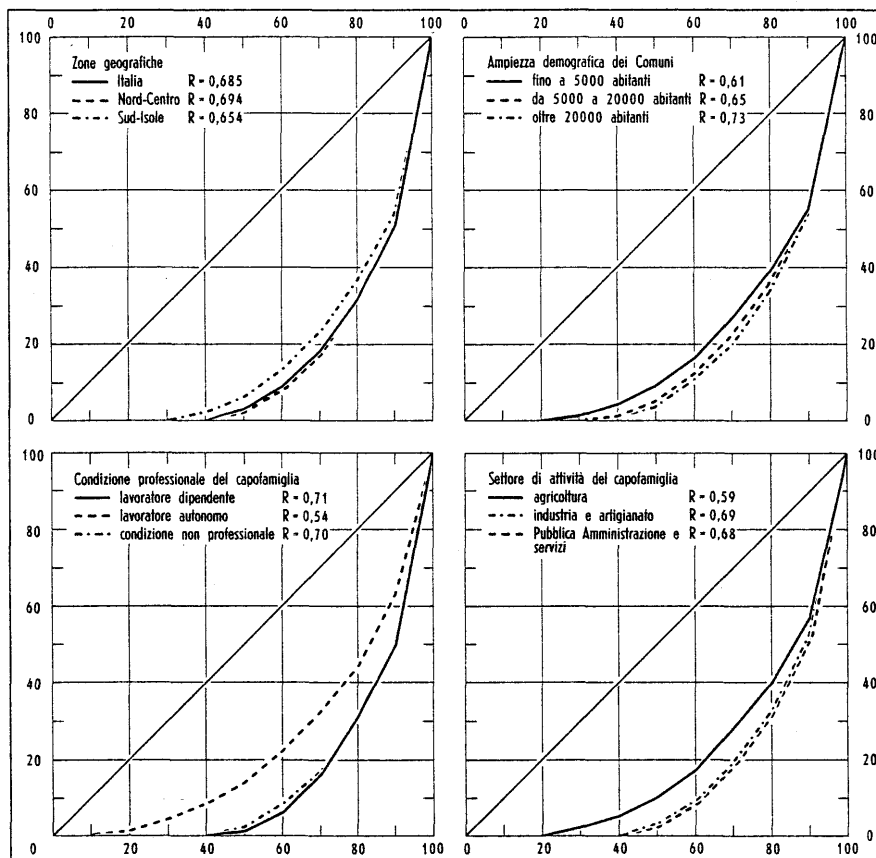 0 20 40 60 80 100 0 20 40 60 80 100
100
80
60
40
20
0
Zone geografiche
Italia R = 0,685
Nord-Centro R = 0,694
Sud-Isole R = 0,654
Ampiezza demografica dei Comuni
fino a 5000 abitanti R = 0,61
da 5000 a 20000 abitanti R = 0,65
oltre 20000 abitanti R = 0,73
100
80
60
40
20
0
100
80
60
40
20
0
Condizione professionale del capofamiglia
lavoratore dipendente R = 0,71
lavoratore autonomo R = 0,54
condizione non professionale R = 0,70
Settore di attività del capofamiglia
agricoltura R = 0,59
industria e artigianato R = 0,69
Pubblica Amministrazione e R = 0,68
servizi
100
80
60
40
20
0
0 20 40 60 80 100 0 20 40 60 80 100